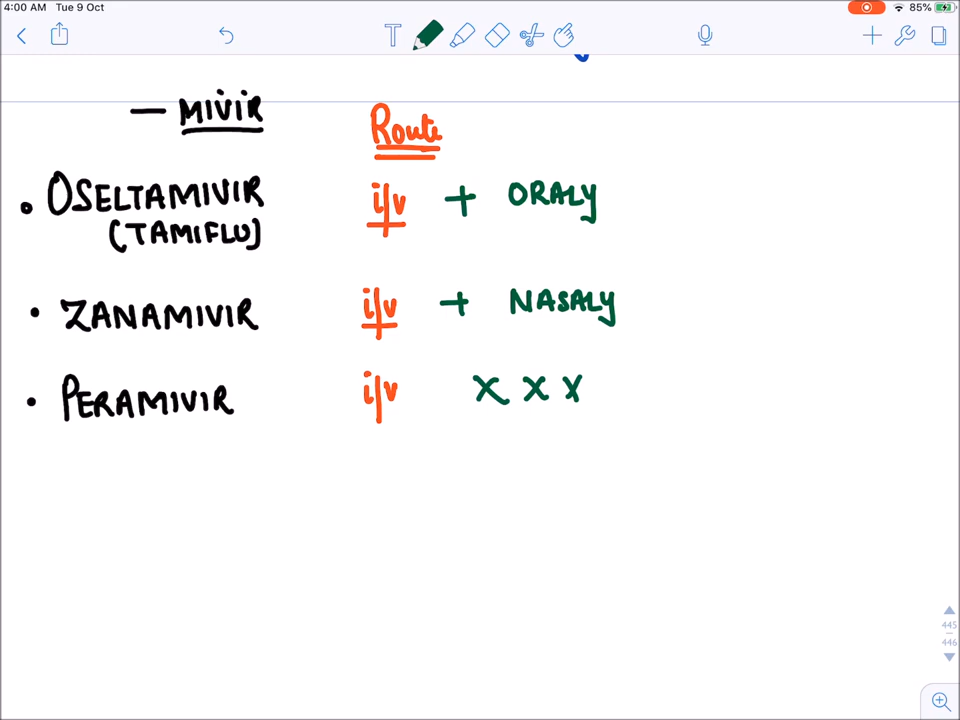 4:00 AM Tue 9 Oct 85%
T
— MIVIR Route
• OSELTAMIVIR i/v + ORALY
(TAMIFLU)
• ZANAMIVIR i/v + NASALY
• PERAMIVIR i/v X X X
445
446